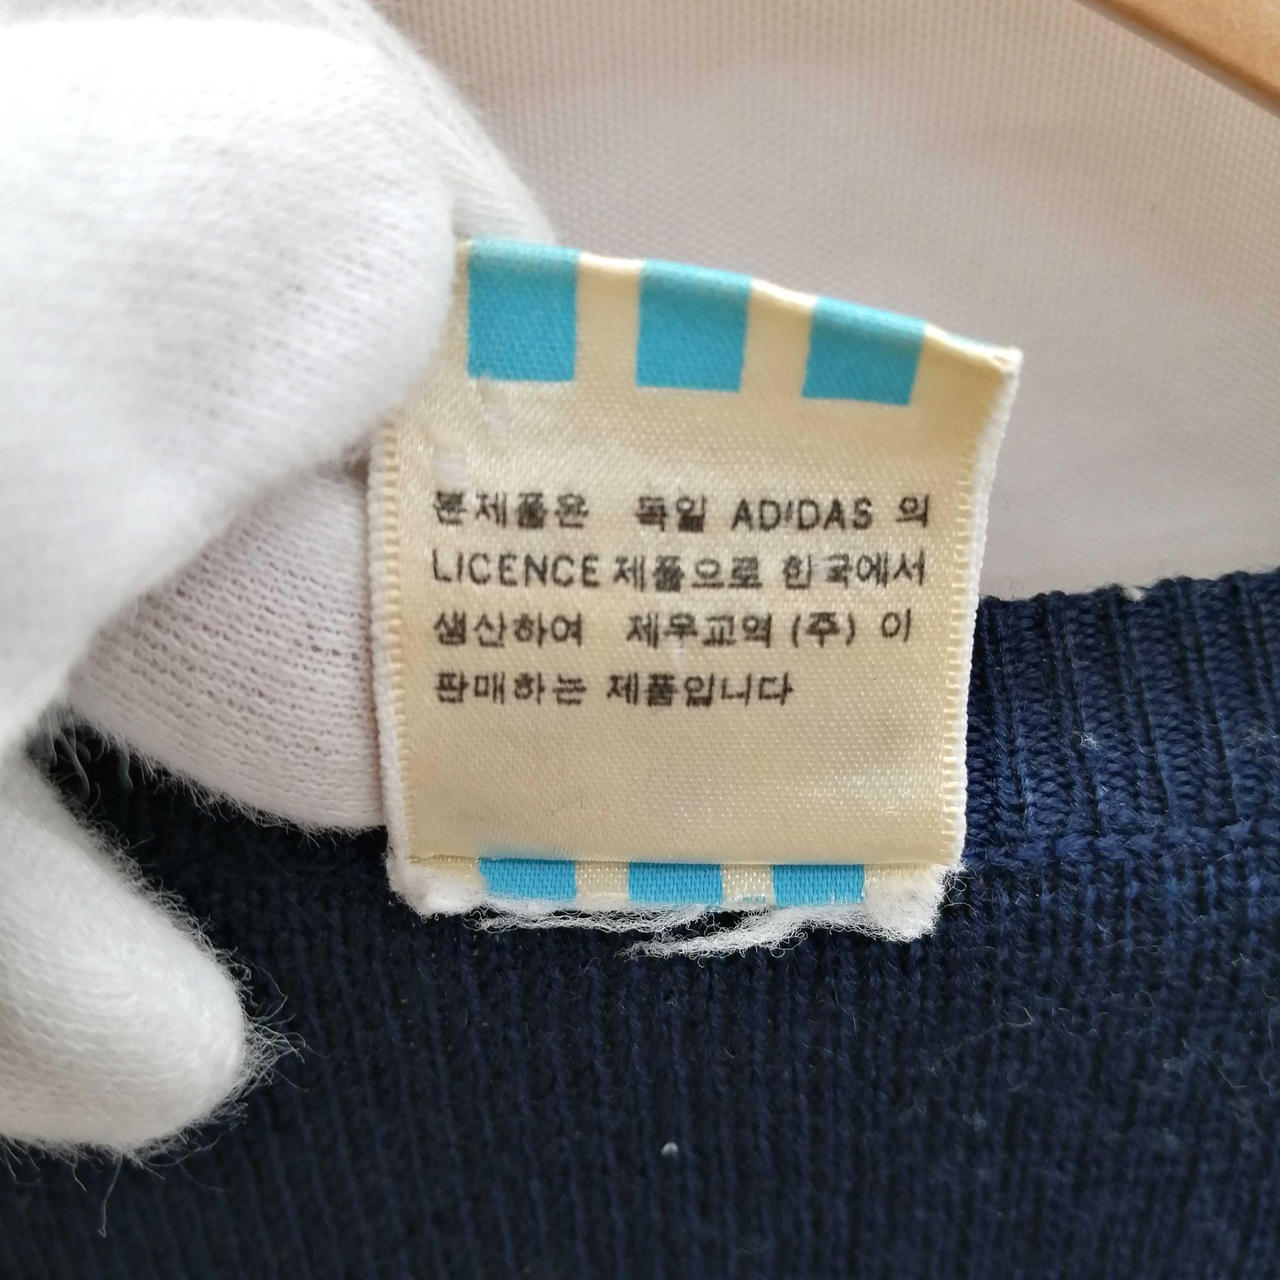 본제품은 독일 ADIDAS 의
LICENCE 제품으로 한국에서
생산하여 제우교역 (주) 이
판매하는 제품입니다